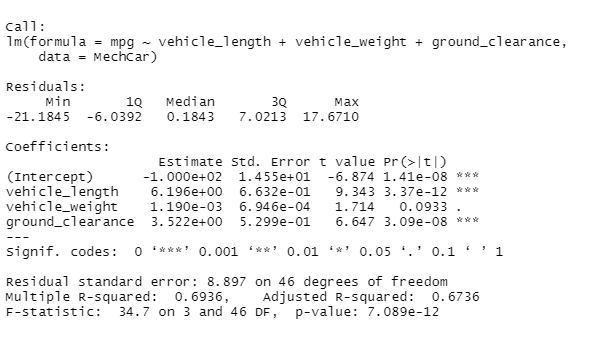 Call:
lm(formula = mpg ~ vehicle_length + vehicle_weight + ground_clearance,
    data = MechCar)
Residuals:
     Min       1Q   Median       3Q      Max
-21.1845  -6.0392   0.1843   7.0213  17.6710
Coefficients:
                   Estimate Std. Error t value Pr(>|t|)
(Intercept)      -1.000e+02  1.455e+01  -6.874 1.41e-08 ***
vehicle_length    6.196e+00  6.632e-01   9.343 3.37e-12 ***
vehicle_weight    1.190e-03  6.946e-04   1.714   0.0933 .
ground_clearance  3.522e+00  5.299e-01   6.647 3.09e-08 ***
---
Signif. codes:  0 ‘***’ 0.001 ‘**’ 0.01 ‘*’ 0.05 ‘.’ 0.1 ‘ ’ 1
Residual standard error: 8.897 on 46 degrees of freedom
Multiple R-squared:  0.6936,    Adjusted R-squared:  0.6736
F-statistic:  34.7 on 3 and 46 DF,  p-value: 7.089e-12